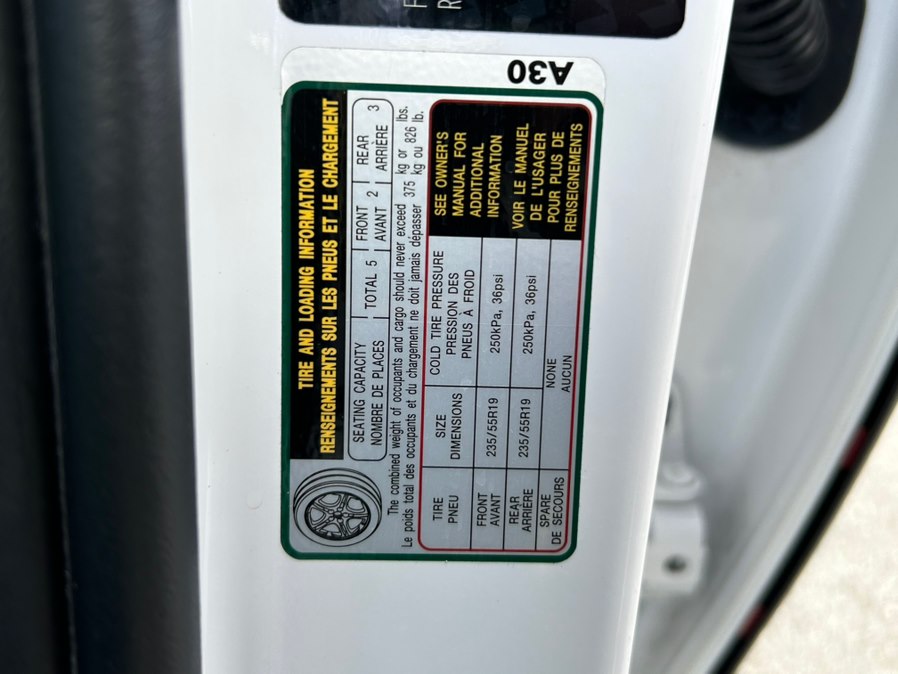 A30
TIRE AND LOADING INFORMATION
RENSEIGNEMENTS SUR LES PNEUS ET LE CHARGEMENT
SEATING CAPACITY
NOMBRE DE PLACES
TOTAL 5
FRONT
AVANT
2
REAR
ARRIÈRE
3
The combined weight of occupants and cargo should never exceed 375 kg or 826 lbs.
Le poids total des occupants et du chargement ne doit jamais dépasser 375 kg ou 826 lb.
TIRE
PNEU
SIZE
DIMENSIONS
COLD TIRE PRESSURE
PRESSION DES
PNEUS À FROID
FRONT
AVANT
235/55R19
250kPa, 36psi
REAR
ARRIÈRE
235/55R19
250kPa, 36psi
SPARE
DE SECOURS
NONE
AUCUN
SEE OWNER'S
MANUAL FOR
ADDITIONAL
INFORMATION
VOIR LE MANUEL
DE L'USAGER
POUR PLUS DE
RENSEIGNEMENTS
F
R